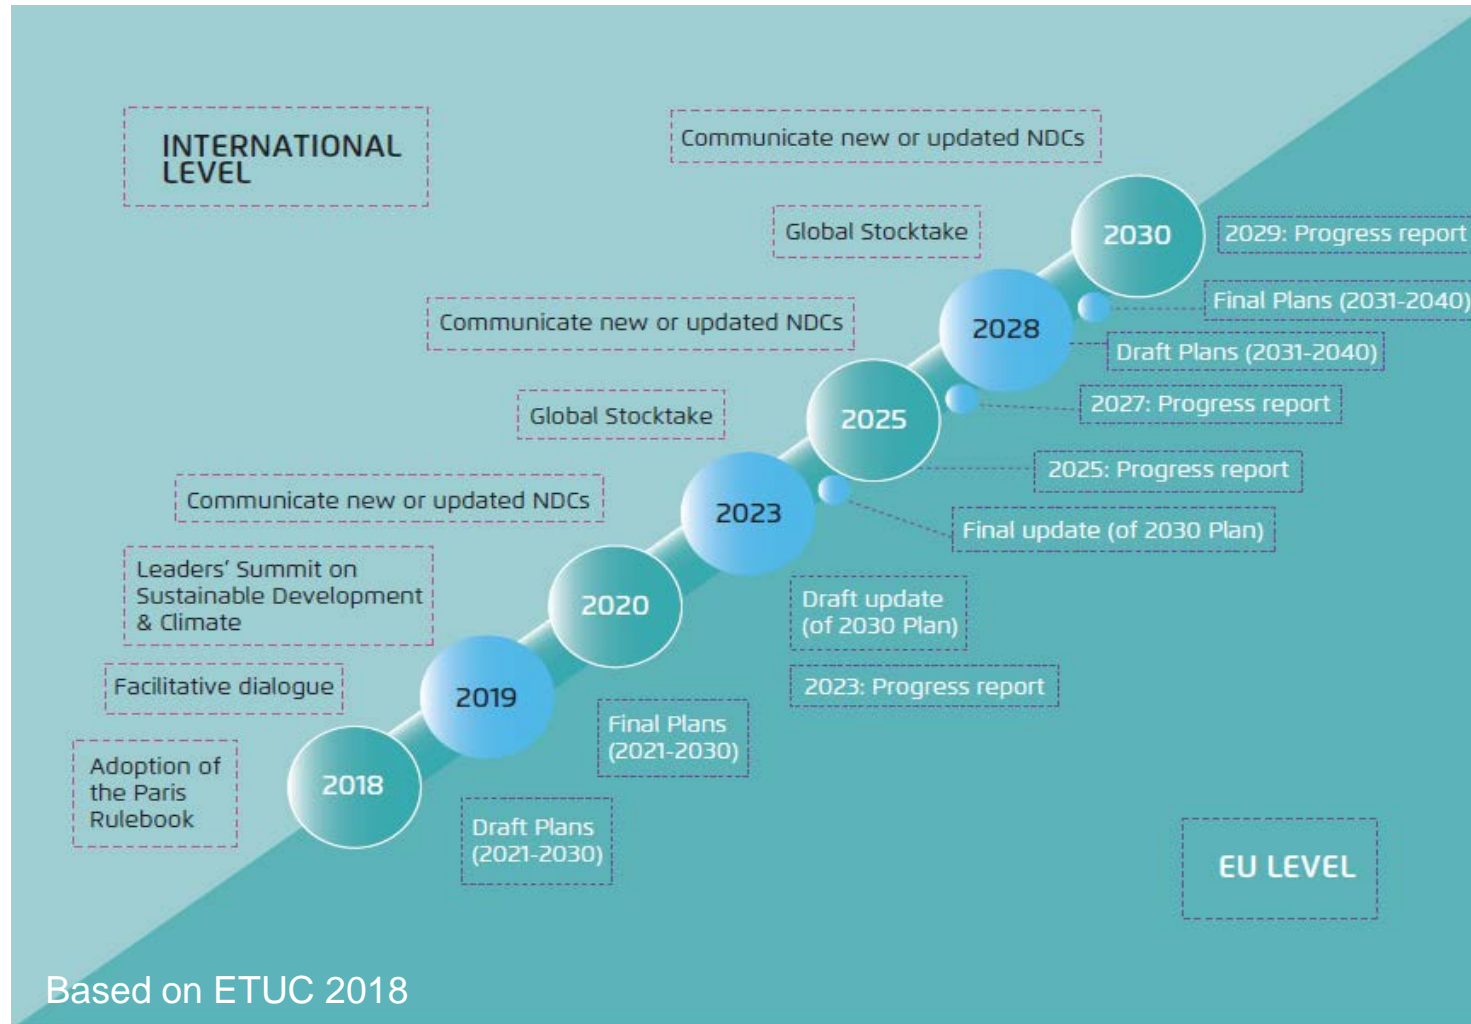 INTERNATIONAL
LEVEL
Communicate new or updated NDCs
Global Stocktake
2030
2029: Progress report
Final Plans (2031-2040)
Communicate new or updated NDCs
2028
Draft Plans (2031-2040)
Global Stocktake
2025
2027: Progress report
2025: Progress report
Communicate new or updated NDCs
2023
Final update (of 2030 Plan)
Leaders' Summit on
Sustainable Development
& Climate
2020
Draft update
(of 2030 Plan)
Facilitative dialogue
2019
2023: Progress report
Final Plans
(2021-2030)
Adoption of
the Paris
Rulebook
2018
Draft Plans
(2021-2030)
EU LEVEL
Based on ETUC 2018